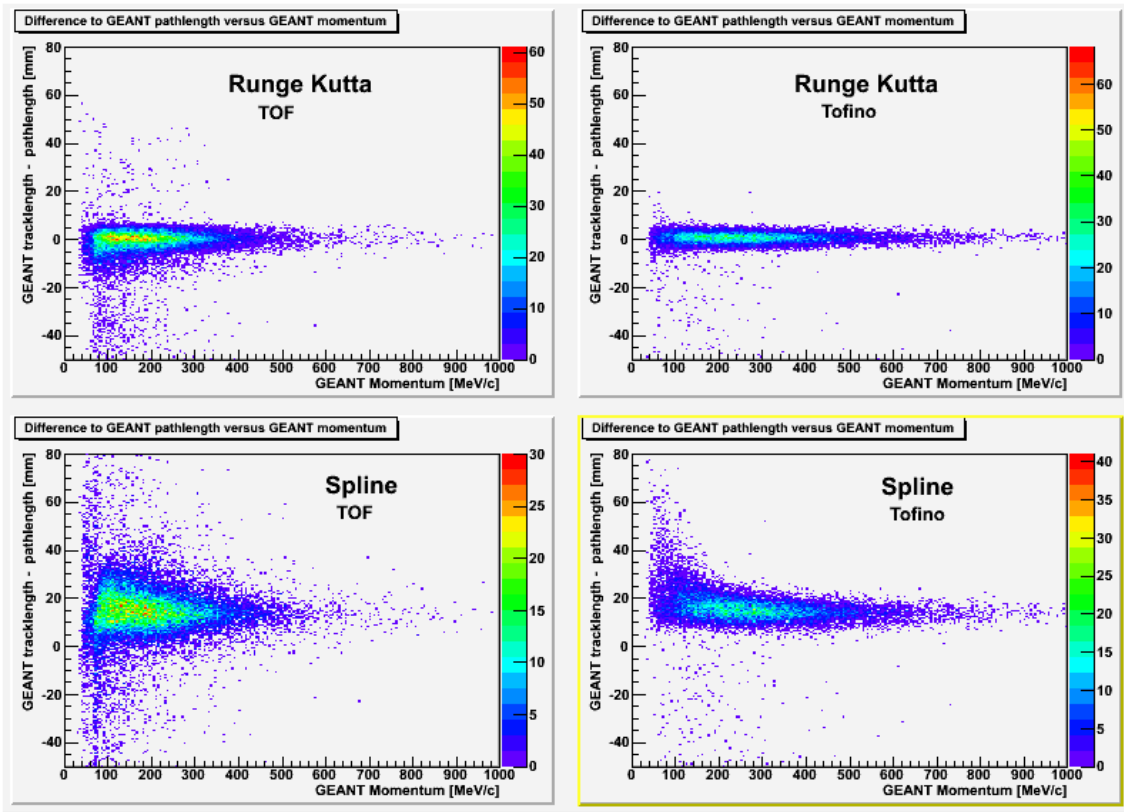 Difference to GEANT pathlength versus GEANT momentum
GEANT tracklength - pathlength [mm]
80
60
40
20
0
-20
-40
Runge Kutta
TOF
60
50
40
30
20
10
0
0 100 200 300 400 500 600 700 800 900 1000
GEANT Momentum [MeV/c]
Difference to GEANT pathlength versus GEANT momentum
GEANT tracklength - pathlength [mm]
80
60
40
20
0
-20
-40
Runge Kutta
Tofino
60
50
40
30
20
10
0
0 100 200 300 400 500 600 700 800 900 1000
GEANT Momentum [MeV/c]
Difference to GEANT pathlength versus GEANT momentum
GEANT tracklength - pathlength [mm]
80
60
40
20
0
-20
-40
Spline
TOF
30
25
20
15
10
5
0
0 100 200 300 400 500 600 700 800 900 1000
GEANT Momentum [MeV/c]
Difference to GEANT pathlength versus GEANT momentum
GEANT tracklength - pathlength [mm]
80
60
40
20
0
-20
-40
Spline
Tofino
40
35
30
25
20
15
10
5
0
0 100 200 300 400 500 600 700 800 900 1000
GEANT Momentum [MeV/c]